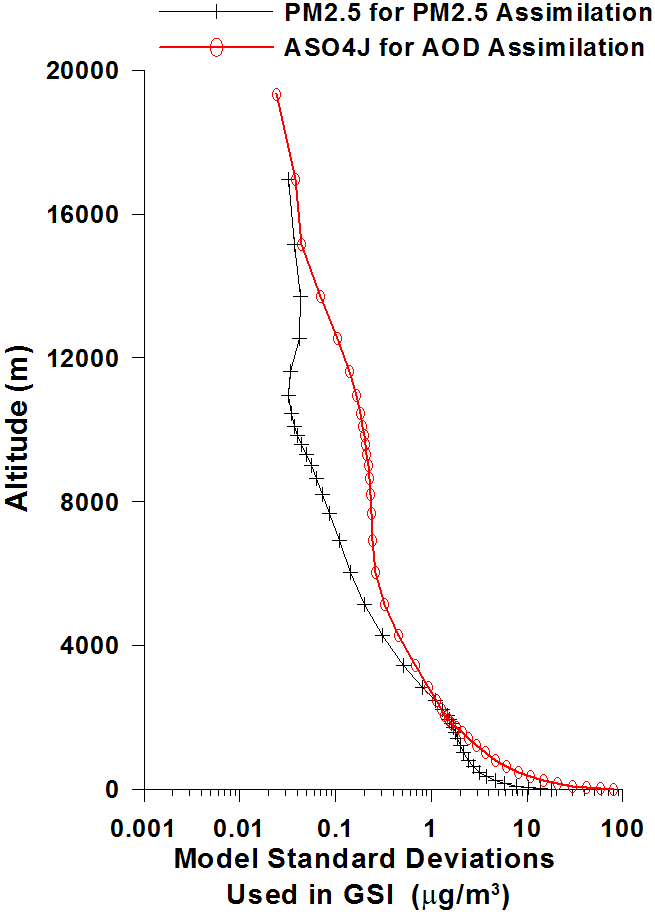 PM2.5 for PM2.5 Assimilation
ASO4J for AOD Assimilation
20000
16000
12000
8000
4000
0
Altitude (m)
0.001 0.01 0.1 1 10 100
Model Standard Deviations
Used in GSI (μg/m³)